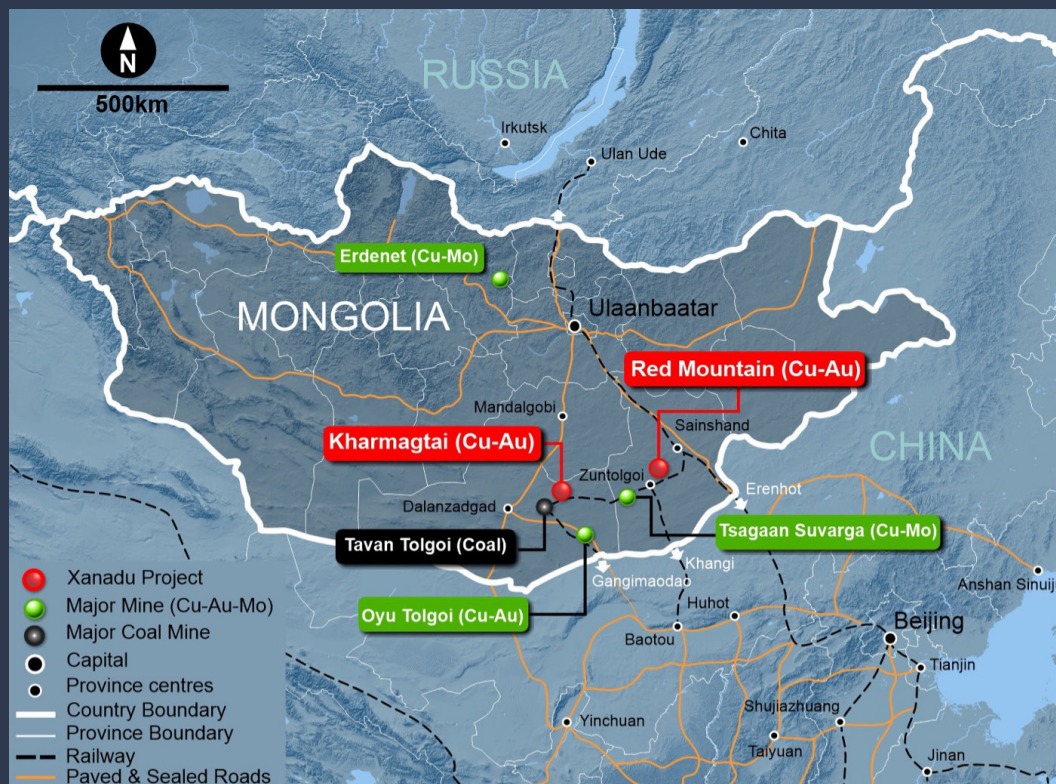 N
500km
RUSSIA
Irkutsk
Chita
Ulan Ude
Erdenet (Cu-Mo)
MONGOLIA
Ulaanbaatar
Red Mountain (Cu-Au)
Mandalgobi
Sainshand
Kharmagtai (Cu-Au)
CHINA
Zuntolgoi
Erenhot
Dalanzadgad
Tsagaan Suvarga (Cu-Mo)
Tavan Tolgoi (Coal)
Khangi
Gangimaodao
Anshan Sinuij
Oyu Tolgoi (Cu-Au)
Huhot
Baotou
Beijing
Tianjin
Shujiazhuang
Yinchuan
Taiyuan
Jinan
Xanadu Project
Major Mine (Cu-Au-Mo)
Major Coal Mine
Capital
Province centres
Country Boundary
Province Boundary
Railway
Paved & Sealed Roads